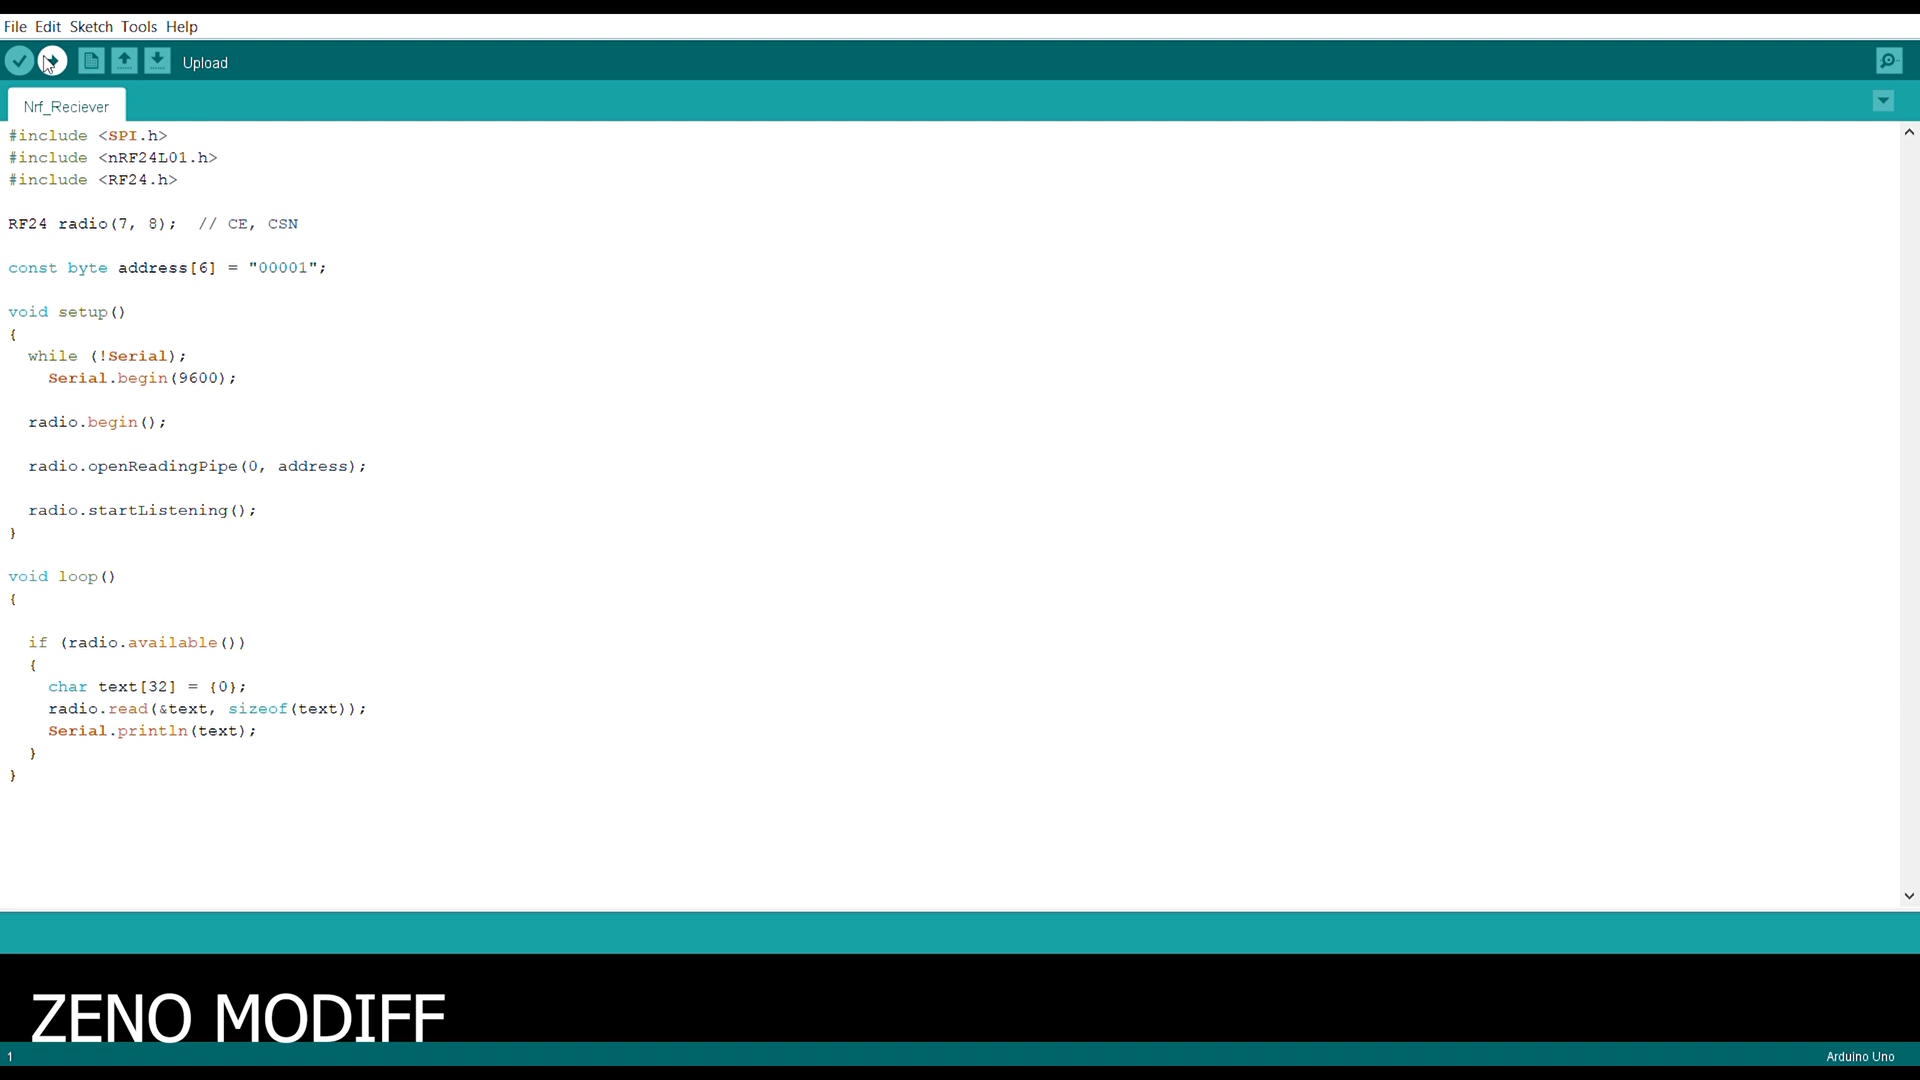 File Edit Sketch Tools Help
Upload
Nrf_Reciever
#include <SPI.h>
#include <nRF24L01.h>
#include <RF24.h>
RF24 radio(7, 8);  // CE, CSN
const byte address[6] = "00001";
void setup()
{
  while (!Serial);
    Serial.begin(9600);
  radio.begin();
  radio.openReadingPipe(0, address);
  radio.startListening();
}
void loop()
{
  if (radio.available())
  {
    char text[32] = {0};
    radio.read(&text, sizeof(text));
    Serial.println(text);
  }
}
ZENO MODIFF
1
Arduino Uno